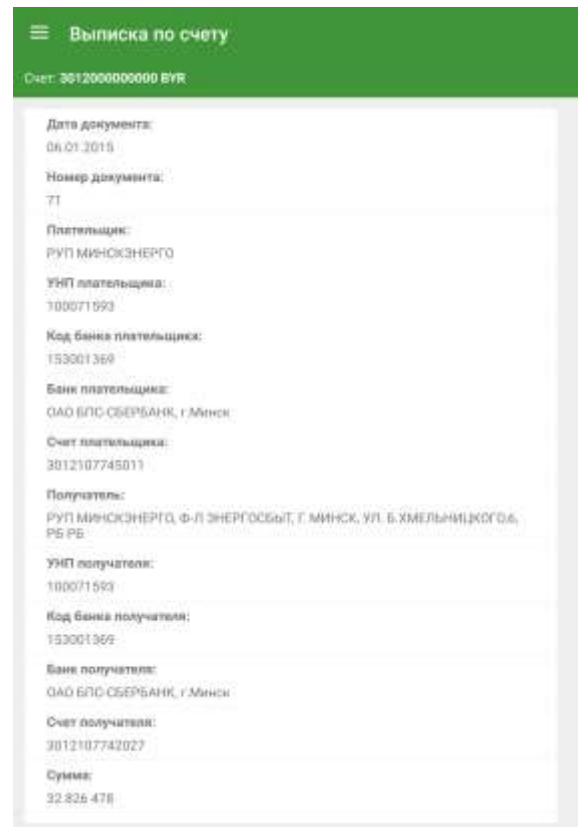 Выписка по счету
Счет: 3012000000000 BYR
Дата документа:
06.01.2015
Номер документа:
71
Плательщик:
РУП МИНСКЭНЕРГО
УНП плательщика:
100071593
Код банка плательщика:
153001369
Банк плательщика:
ОАО БПС-СБЕРБАНК, г.Минск
Счет плательщика:
3012107745011
Получатель:
РУП МИНСКЭНЕРГО, Ф-Л ЭНЕРГОСБЫТ, Г. МИНСК, УЛ. Б.ХМЕЛЬНИЦКОГО,6,
РБ РБ
УНП получателя:
100071593
Код банка получателя:
153001369
Банк получателя:
ОАО БПС-СБЕРБАНК, г.Минск
Счет получателя:
3012107742027
Сумма:
32 826 478